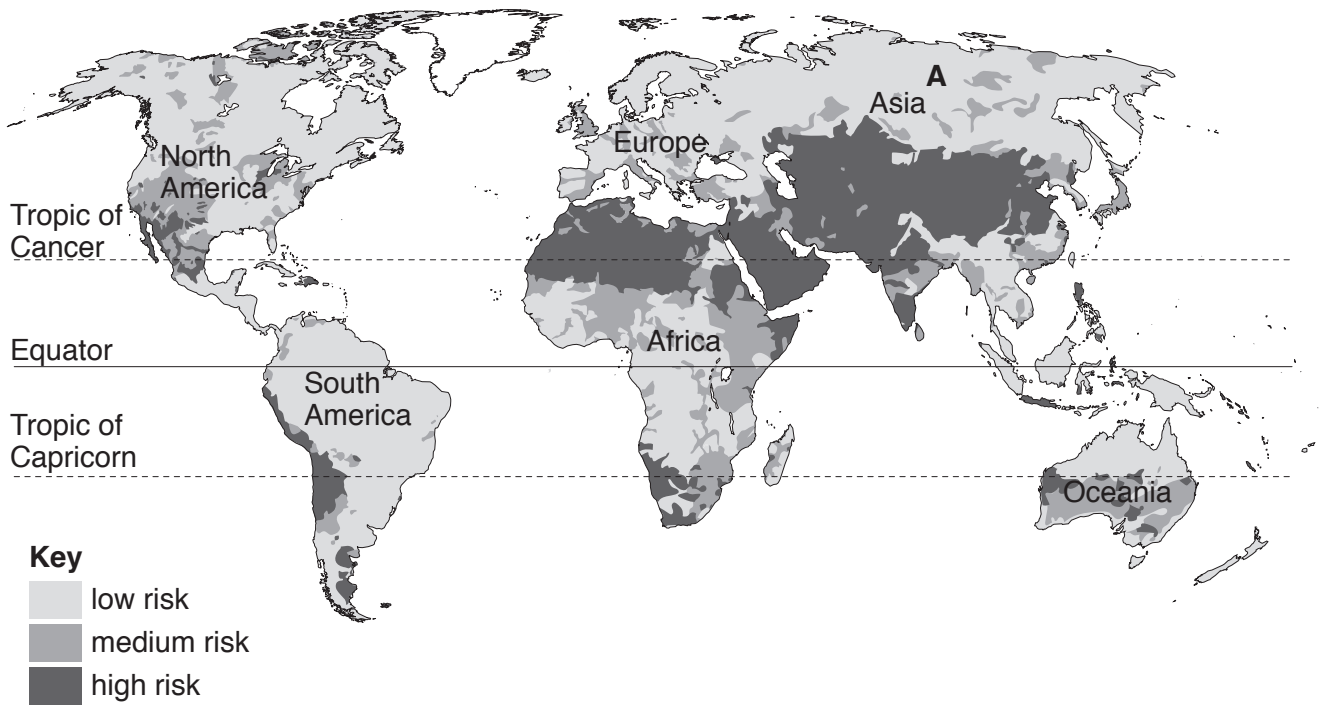 A
Asia
Europe
North
America
Tropic of
Cancer
Africa
Equator
South
America
Tropic of
Capricorn
Oceania
Key
low risk
medium risk
high risk